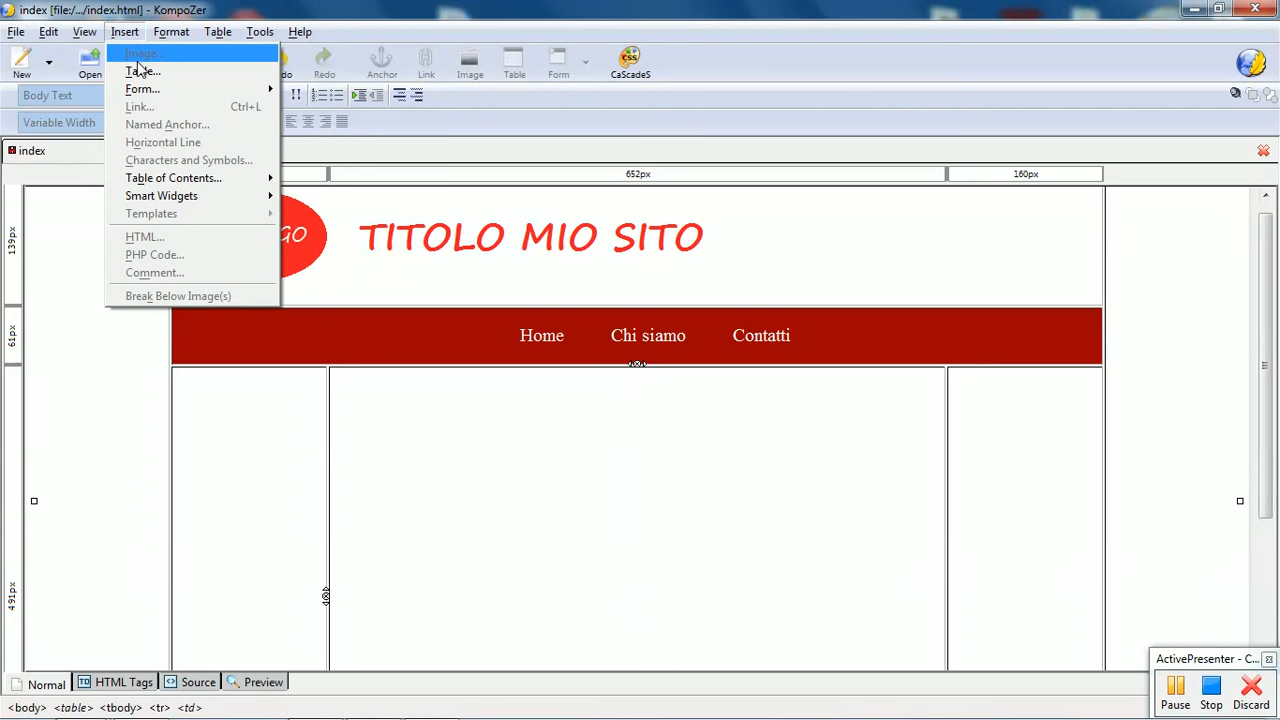 index [file:/.../index.html] - KompoZer
File Edit View Insert Format Table Tools Help
New Open Redo Anchor Link Image Table Form CaScadeS
Body Text
Variable Width
index
Image...
Table...
Form...
Link... Ctrl+L
Named Anchor...
Horizontal Line
Characters and Symbols...
Table of Contents...
Smart Widgets
Templates
HTML...
PHP Code...
Comment...
Break Below Image(s)
652px 160px
139px
TITOLO MIO SITO
61px
Home Chi siamo Contatti
491px
ActivePresenter - C...
Pause Stop Discard
Normal HTML Tags Source Preview
<body> <table> <tbody> <tr> <td>